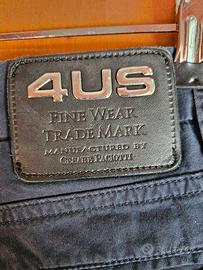 4US
FINE WEAR
TRADE MARK
MANUFACTURED BY
CESARE PACIOTTI